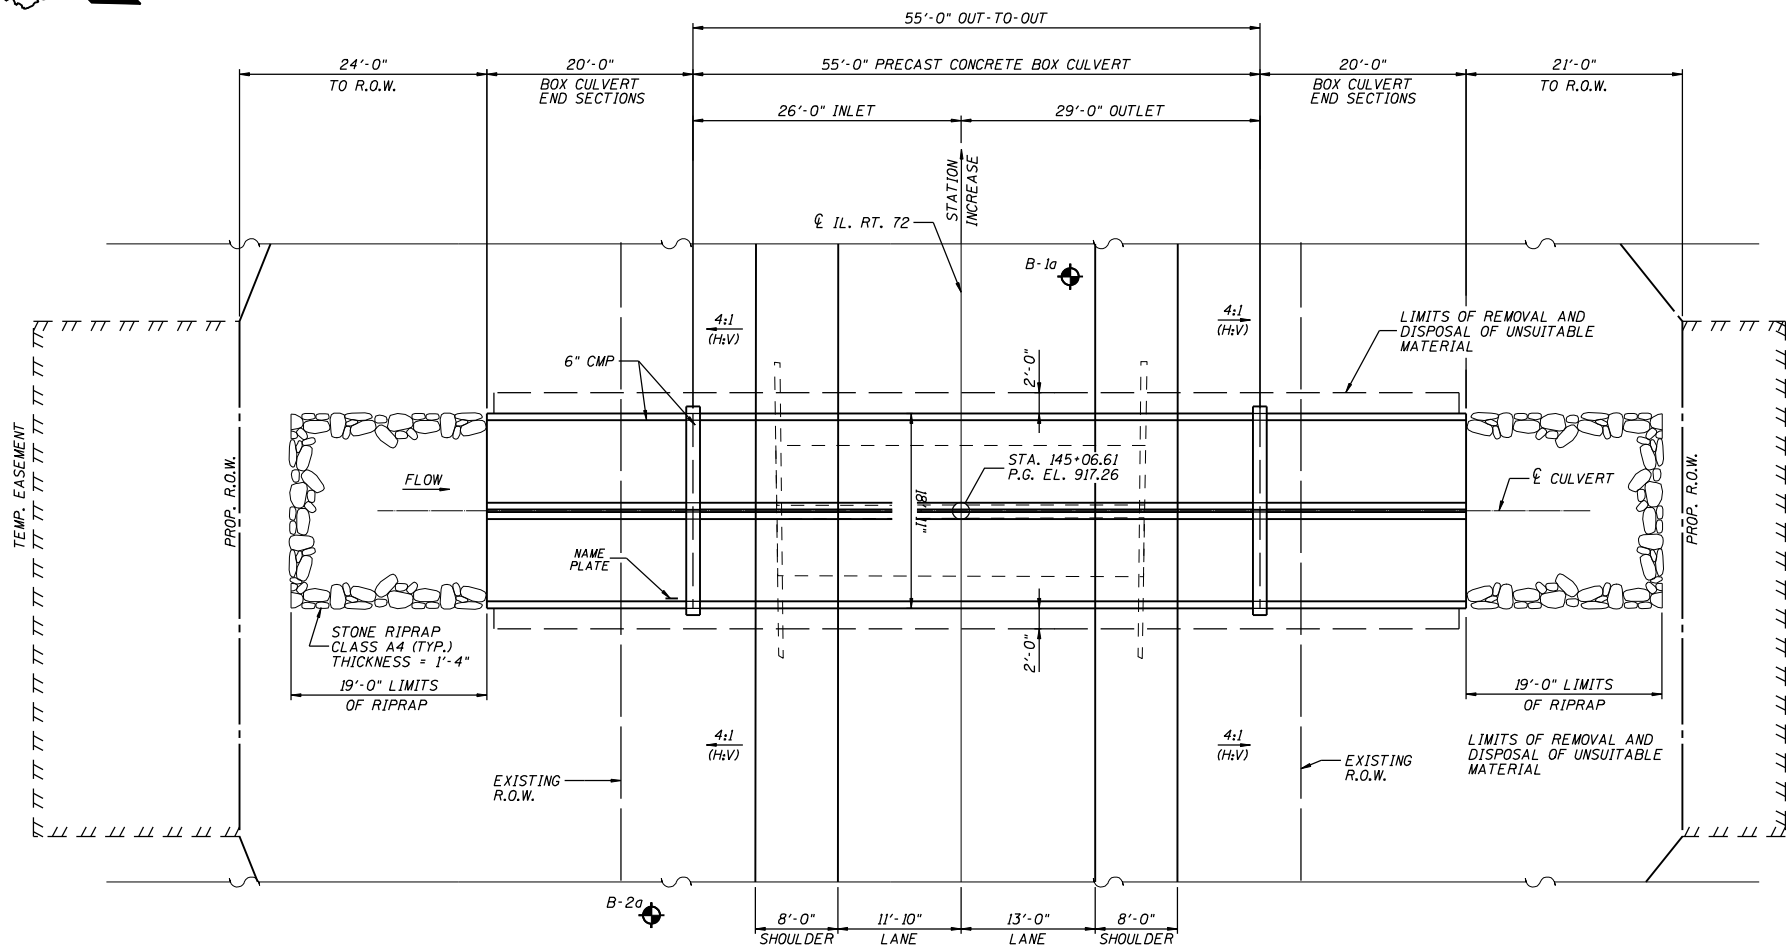 55'-0" OUT-TO-OUT
24'-0"
TO R.O.W.
20'-0"
BOX CULVERT
END SECTIONS
55'-0" PRECAST CONCRETE BOX CULVERT
20'-0"
BOX CULVERT
END SECTIONS
21'-0"
TO R.O.W.
26'-0" INLET
29'-0" OUTLET
STATION
INCREASE
℄ IL. RT. 72
B-1a
4:1
(H:V)
4:1
(H:V)
LIMITS OF REMOVAL AND
DISPOSAL OF UNSUITABLE
MATERIAL
6" CMP
2'-0"
TEMP. EASEMENT
PROP. R.O.W.
FLOW
STA. 145+06.61
P.G. EL. 917.26
18'-11"
℄ CULVERT
PROP. R.O.W.
NAME
PLATE
STONE RIPRAP
CLASS A4 (TYP.)
THICKNESS = 1'-4"
2'-0"
19'-0" LIMITS
OF RIPRAP
19'-0" LIMITS
OF RIPRAP
4:1
(H:V)
4:1
(H:V)
LIMITS OF REMOVAL AND
DISPOSAL OF UNSUITABLE
MATERIAL
EXISTING
R.O.W.
EXISTING
R.O.W.
B-2a
8'-0"
SHOULDER
11'-10"
LANE
13'-0"
LANE
8'-0"
SHOULDER